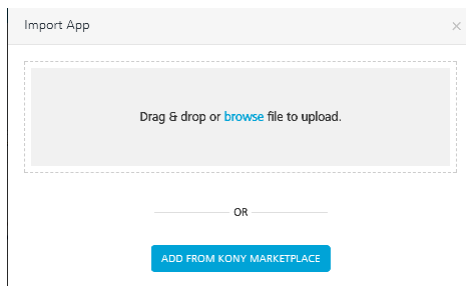 Import App
Drag & drop or browse file to upload.
OR
ADD FROM KONY MARKETPLACE